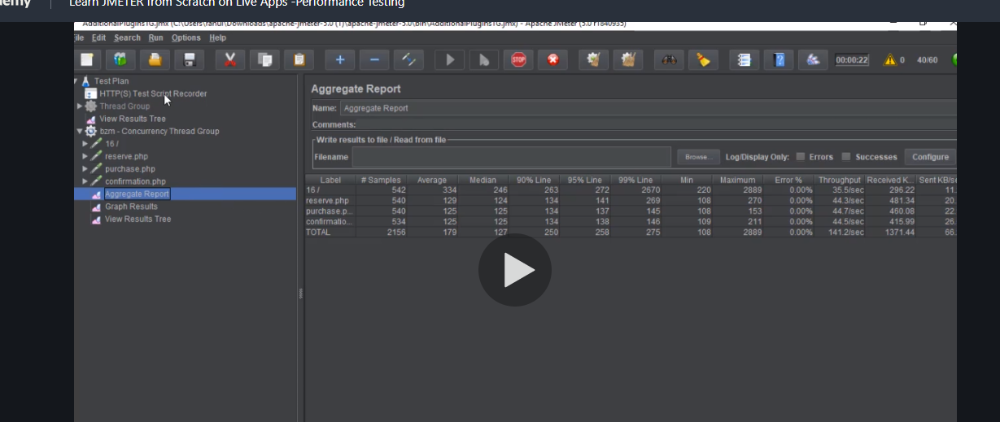 Learn JMETER from Scratch on Live Apps -Performance Testing
AdditionalPluginsTG.jmx (C:\Users\rahul\Downloads\apache-jmeter-5.0 (1)\apache-jmeter-5.0\bin\AdditionalPluginsTG.jmx) - Apache JMeter (5.0 r1840935)
ile Edit Search Run Options Help
STOP 00:00:22 0 40/60
Test Plan
HTTP(S) Test Script Recorder
Thread Group
View Results Tree
bzm - Concurrency Thread Group
16 /
reserve.php
purchase.php
confirmation.php
Aggregate Report
Graph Results
View Results Tree
Aggregate Report
Name: Aggregate Report
Comments:
Write results to file / Read from file
Filename Browse... Log/Display Only: Errors Successes Configure
Label # Samples Average Median 90% Line 95% Line 99% Line Min Maximum Error % Throughput Received K... Sent KB/se
16 / 542 334 246 263 272 2670 220 2889 0.00% 35.5/sec 296.22 11.
reserve.php 540 129 124 134 141 269 108 270 0.00% 44.3/sec 481.34 20.
purchase.p... 540 125 125 134 137 145 108 153 0.00% 44.7/sec 460.08 22.
confirmatio... 534 125 125 134 138 146 109 211 0.00% 44.5/sec 415.99 26.
TOTAL 2156 179 127 250 258 275 108 2889 0.00% 141.2/sec 1371.44 66.